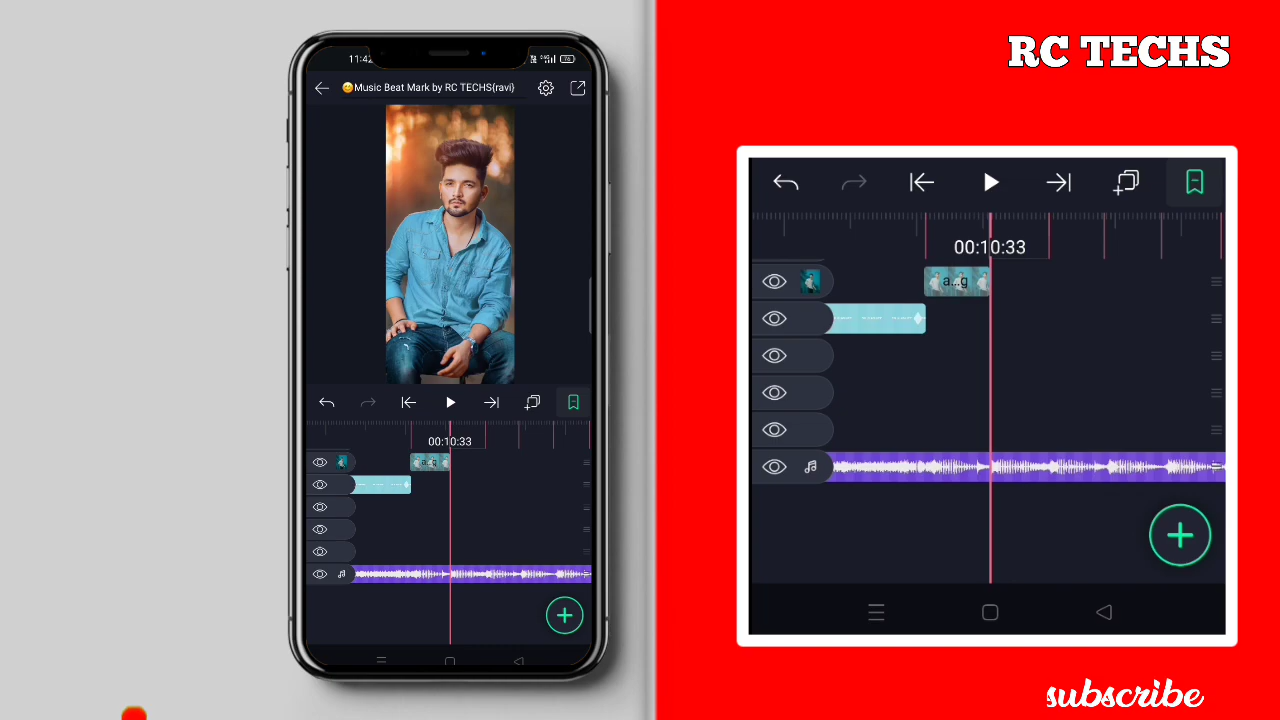 RC TECHS
11:42
😊Music Beat Mark by RC TECHS{ravi}
00:10:33
a...g
00:10:33
a...g
subscribe